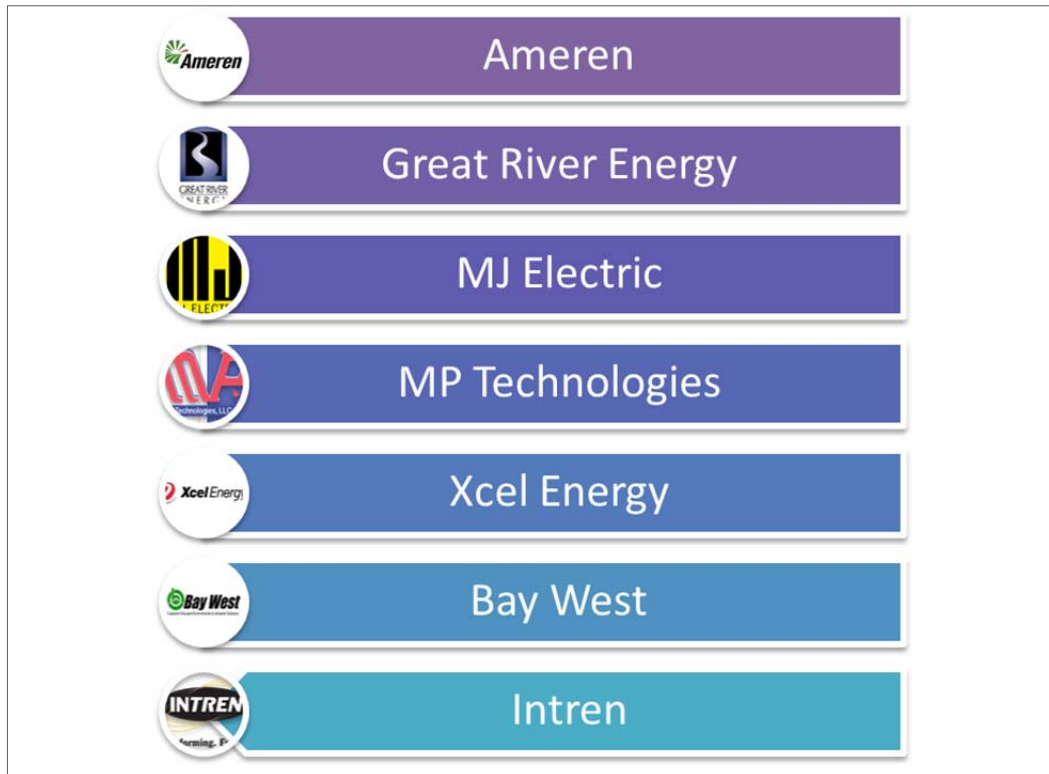 Ameren
Ameren
GREAT RIVER
ENERGY
Great River Energy
MJ Electric
Technologies, LLC
MP Technologies
Xcel Energy
Xcel Energy
Bay West
Bay West
INTREN
Intren